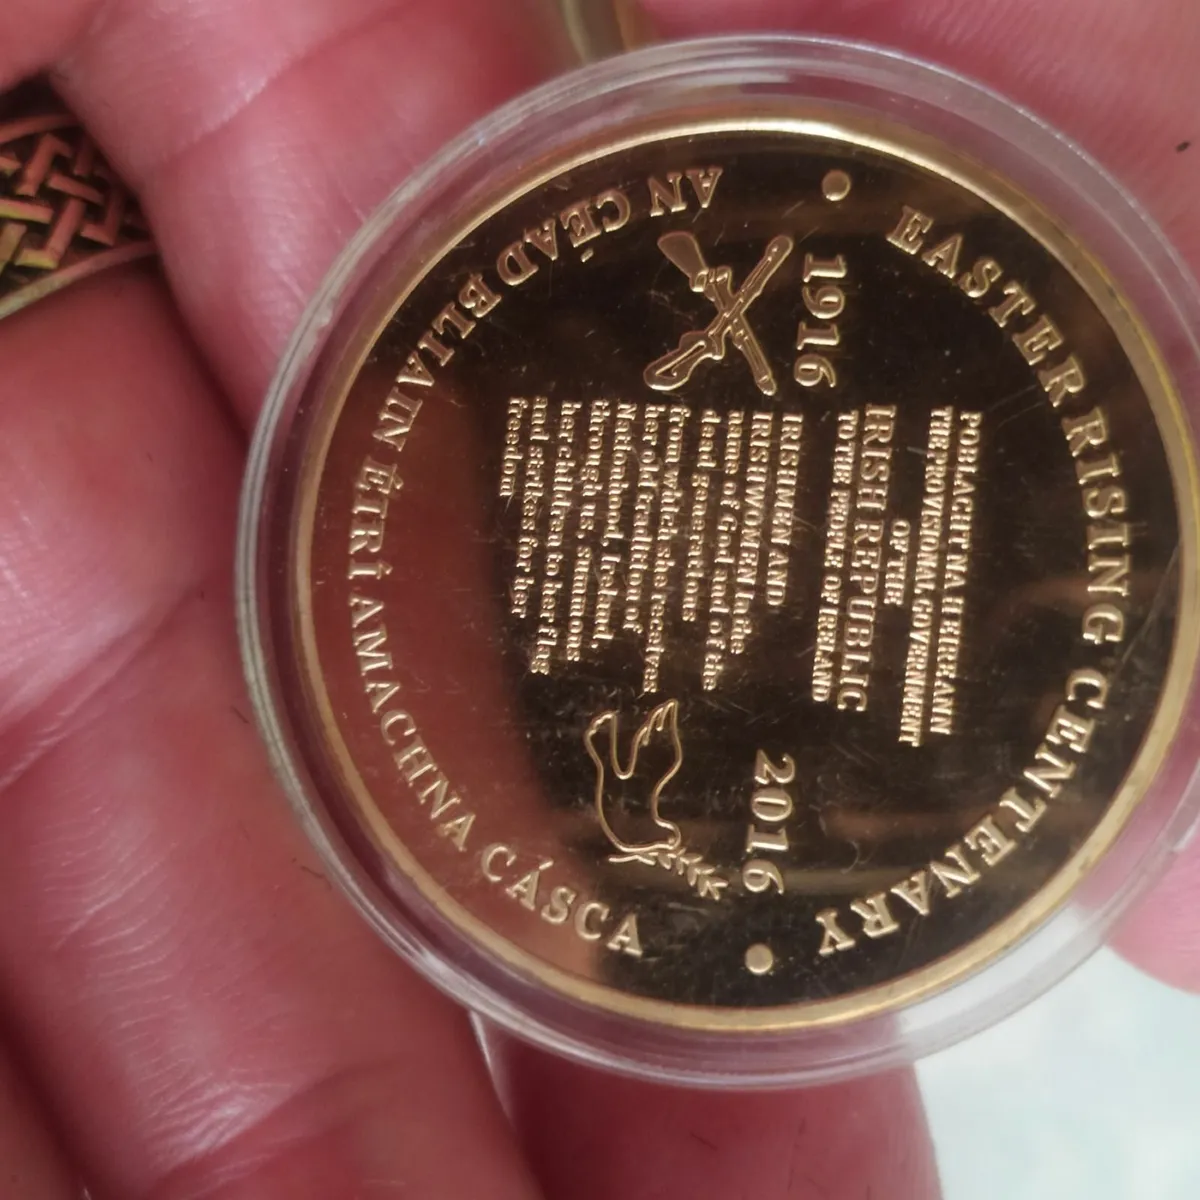 EASTER RISING CENTENARY
1916
2016
POBLACHT NA H EIREANN
THE PROVISIONAL GOVERNMENT
OF THE
IRISH REPUBLIC
TO THE PEOPLE OF IRELAND
IRISHMEN AND
IRISHWOMEN In the
name of God and of the
dead generations
from which she receives
her old tradition of
Nationhood, Ireland,
through us, summons
her children to her flag
and strikes for her
freedom
AN CÉAD BLIAIN ÉIRÍ AMACH NA CÁSCA